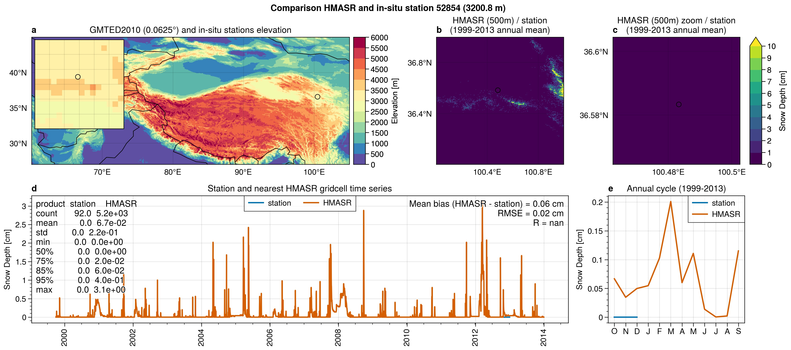 Comparison HMASR and in-situ station 52854 (3200.8 m)
a GMTED2010 (0.0625°) and in-situ stations elevation
40°N
35°N
30°N
70°E 80°E 90°E 100°E
6000
5500
5000
4500
4000
3500
3000
2500
2000
1500
1000
500
0
Elevation [m]
b HMASR (500m) / station
(1999-2013 annual mean)
36.8°N
36.4°N
100.4°E 100.8°E
c HMASR (500m) zoom / station
(1999-2013 annual mean)
36.6°N
36.58°N
100.48°E 100.5°E
10
9
8
7
6
5
4
3
2
1
0
Snow Depth [cm]
d Station and nearest HMASR gridcell time series
product station HMASR
count 92.0 5.2e+03
mean 0.0 6.7e-02
std 0.0 2.2e-01
min 0.0 0.0e+00
50% 0.0 0.0e+00
75% 0.0 2.0e-02
85% 0.0 6.0e-02
95% 0.0 4.0e-01
max 0.0 3.1e+00
station HMASR
Mean bias (HMASR - station) = 0.06 cm
RMSE = 0.02 cm
R = nan
Snow Depth [cm]
3
2.5
2
1.5
1
0.5
0
2000 2002 2004 2006 2008 2010 2012 2014
e Annual cycle (1999-2013)
station
HMASR
Snow Depth [cm]
0.2
0.15
0.1
0.05
0
O N D J F M A M J J A S